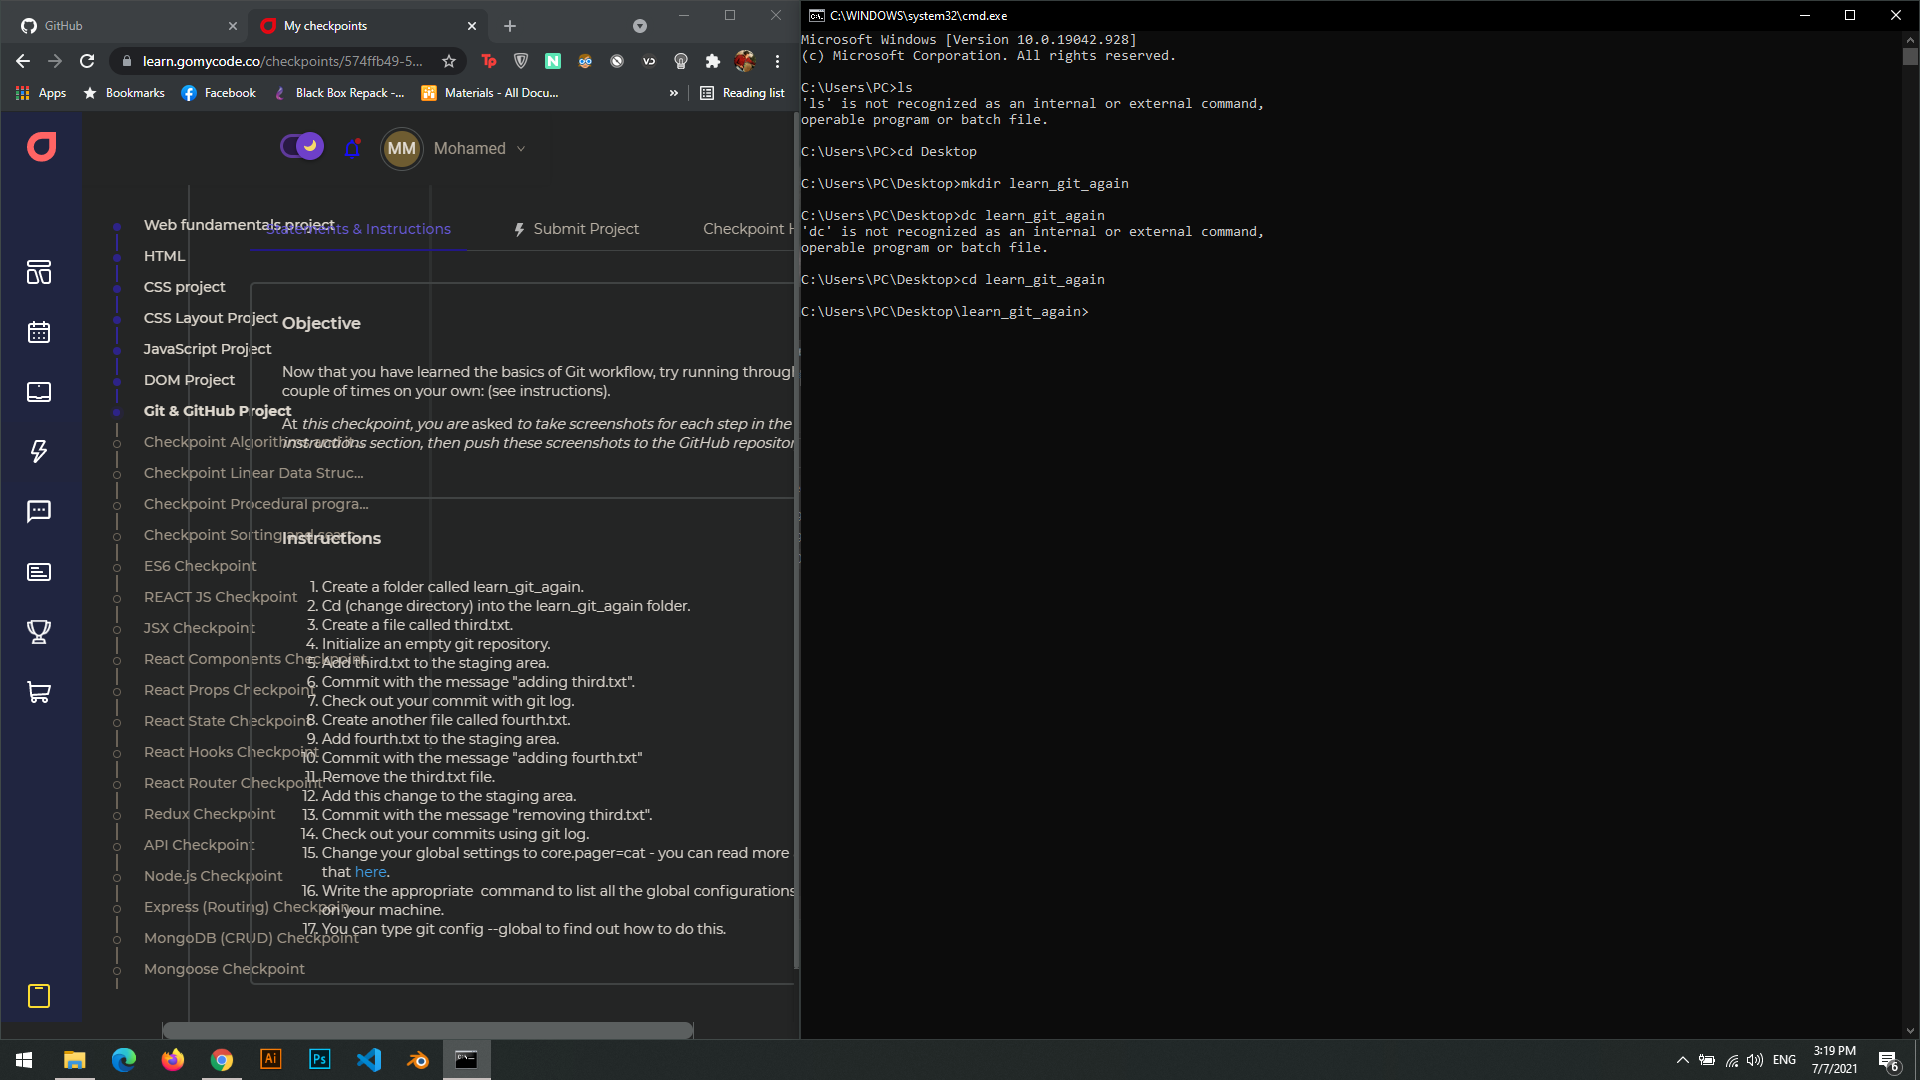 GitHub
My checkpoints
learn.gomycode.co/checkpoints/574ffb49-5...
Apps
Bookmarks
Facebook
Black Box Repack -...
Materials - All Docu...
»
Reading list
MM
Mohamed
Statements & Instructions
Submit Project
Checkpoint H
Web fundamentals project
HTML
CSS project
CSS Layout Project
JavaScript Project
DOM Project
Git & GitHub Project
Checkpoint Linear Data Struc...
Checkpoint Procedural progra...
ES6 Checkpoint
REACT JS Checkpoint
JSX Checkpoint
React Components Checkpoint
React Props Checkpoint
React State Checkpoint
React Hooks Checkpoint
React Router Checkpoint
Redux Checkpoint
API Checkpoint
Node.js Checkpoint
Express (Routing) Checkpoin...
MongoDB (CRUD) Checkpoint
Mongoose Checkpoint
Objective
Now that you have learned the basics of Git workflow, try running through
couple of times on your own: (see instructions).
At this checkpoint, you are asked to take screenshots for each step in the
instructions section, then push these screenshots to the GitHub repositor
Instructions
1. Create a folder called learn_git_again.
2. Cd (change directory) into the learn_git_again folder.
3. Create a file called third.txt.
4. Initialize an empty git repository.
5. Add third.txt to the staging area.
6. Commit with the message "adding third.txt".
7. Check out your commit with git log.
8. Create another file called fourth.txt.
9. Add fourth.txt to the staging area.
10. Commit with the message "adding fourth.txt"
11. Remove the third.txt file.
12. Add this change to the staging area.
13. Commit with the message "removing third.txt".
14. Check out your commits using git log.
15. Change your global settings to core.pager=cat - you can read more
that here.
16. Write the appropriate command to list all the global configurations
on your machine.
17. You can type git config --global to find out how to do this.
C:\WINDOWS\system32\cmd.exe
Microsoft Windows [Version 10.0.19042.928]
(c) Microsoft Corporation. All rights reserved.
C:\Users\PC>ls
'ls' is not recognized as an internal or external command,
operable program or batch file.
C:\Users\PC>cd Desktop
C:\Users\PC\Desktop>mkdir learn_git_again
C:\Users\PC\Desktop>dc learn_git_again
'dc' is not recognized as an internal or external command,
operable program or batch file.
C:\Users\PC\Desktop>cd learn_git_again
C:\Users\PC\Desktop\learn_git_again>
Ai
Ps
ENG
3:19 PM
7/7/2021
6